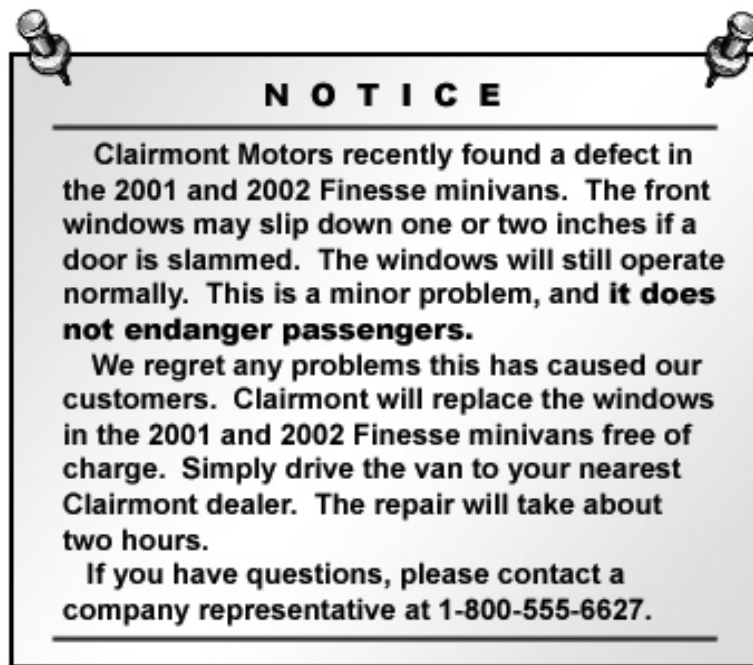 NOTICE
Clairmont Motors recently found a defect in
the 2001 and 2002 Finesse minivans. The front
windows may slip down one or two inches if a
door is slammed. The windows will still operate
normally. This is a minor problem, and it does
not endanger passengers.
We regret any problems this has caused our
customers. Clairmont will replace the windows
in the 2001 and 2002 Finesse minivans free of
charge. Simply drive the van to your nearest
Clairmont dealer. The repair will take about
two hours.
If you have questions, please contact a
company representative at 1-800-555-6627.